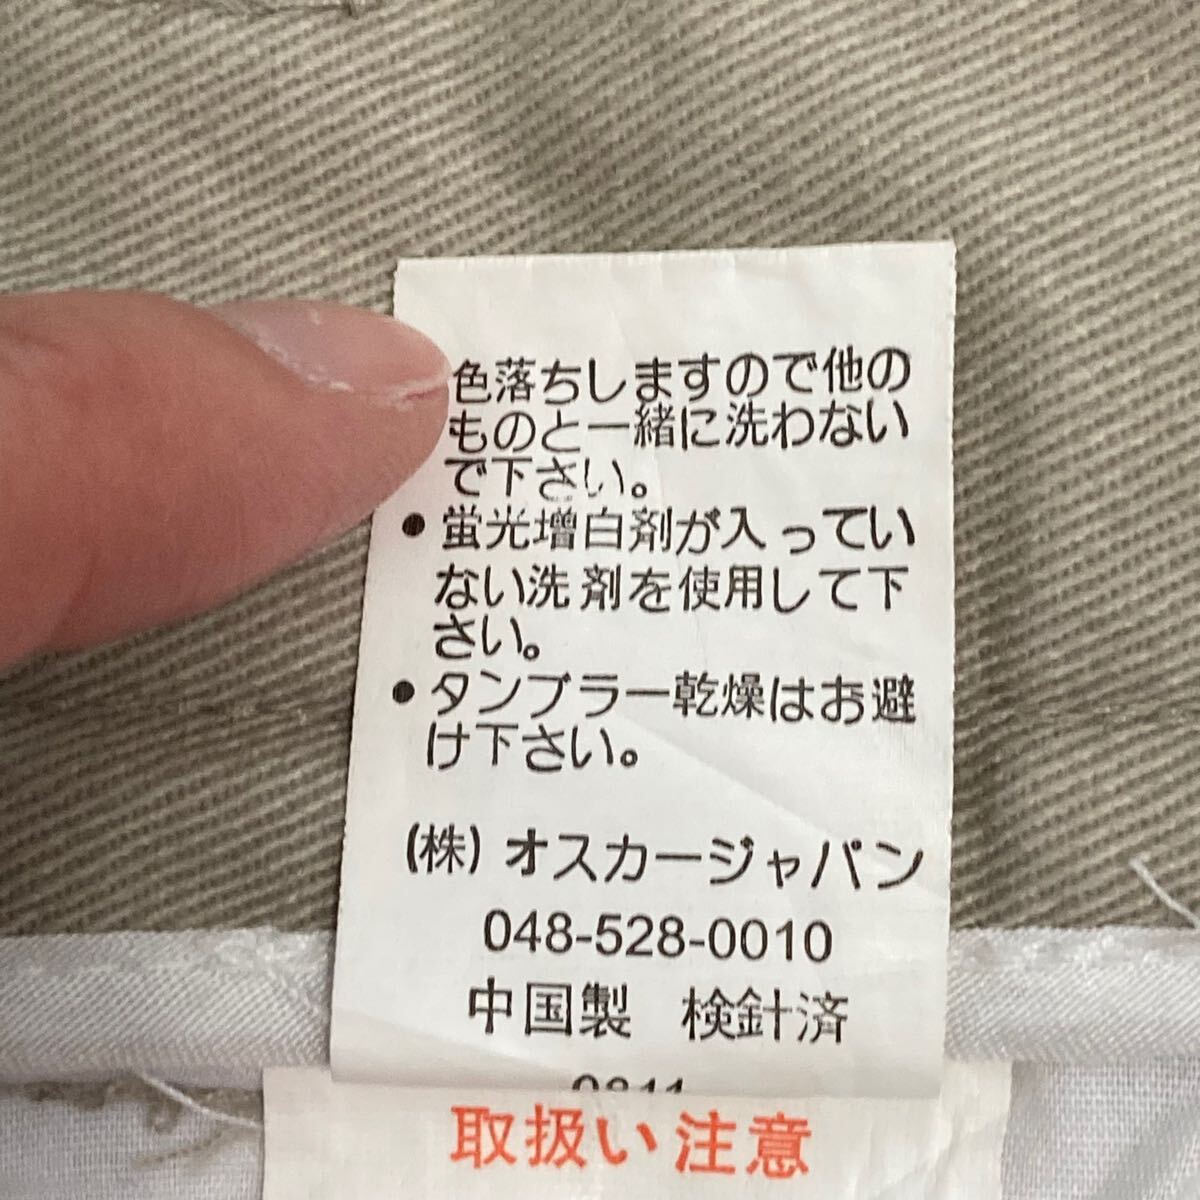 色落ちしますので他の
ものと一緒に洗わない
で下さい。
• 蛍光増白剤が入ってい
ない洗剤を使用して下
さい。
• タンブラー乾燥はお避
け下さい。
(株) オスカージャパン
048-528-0010
中国製 検針済
取扱い注意